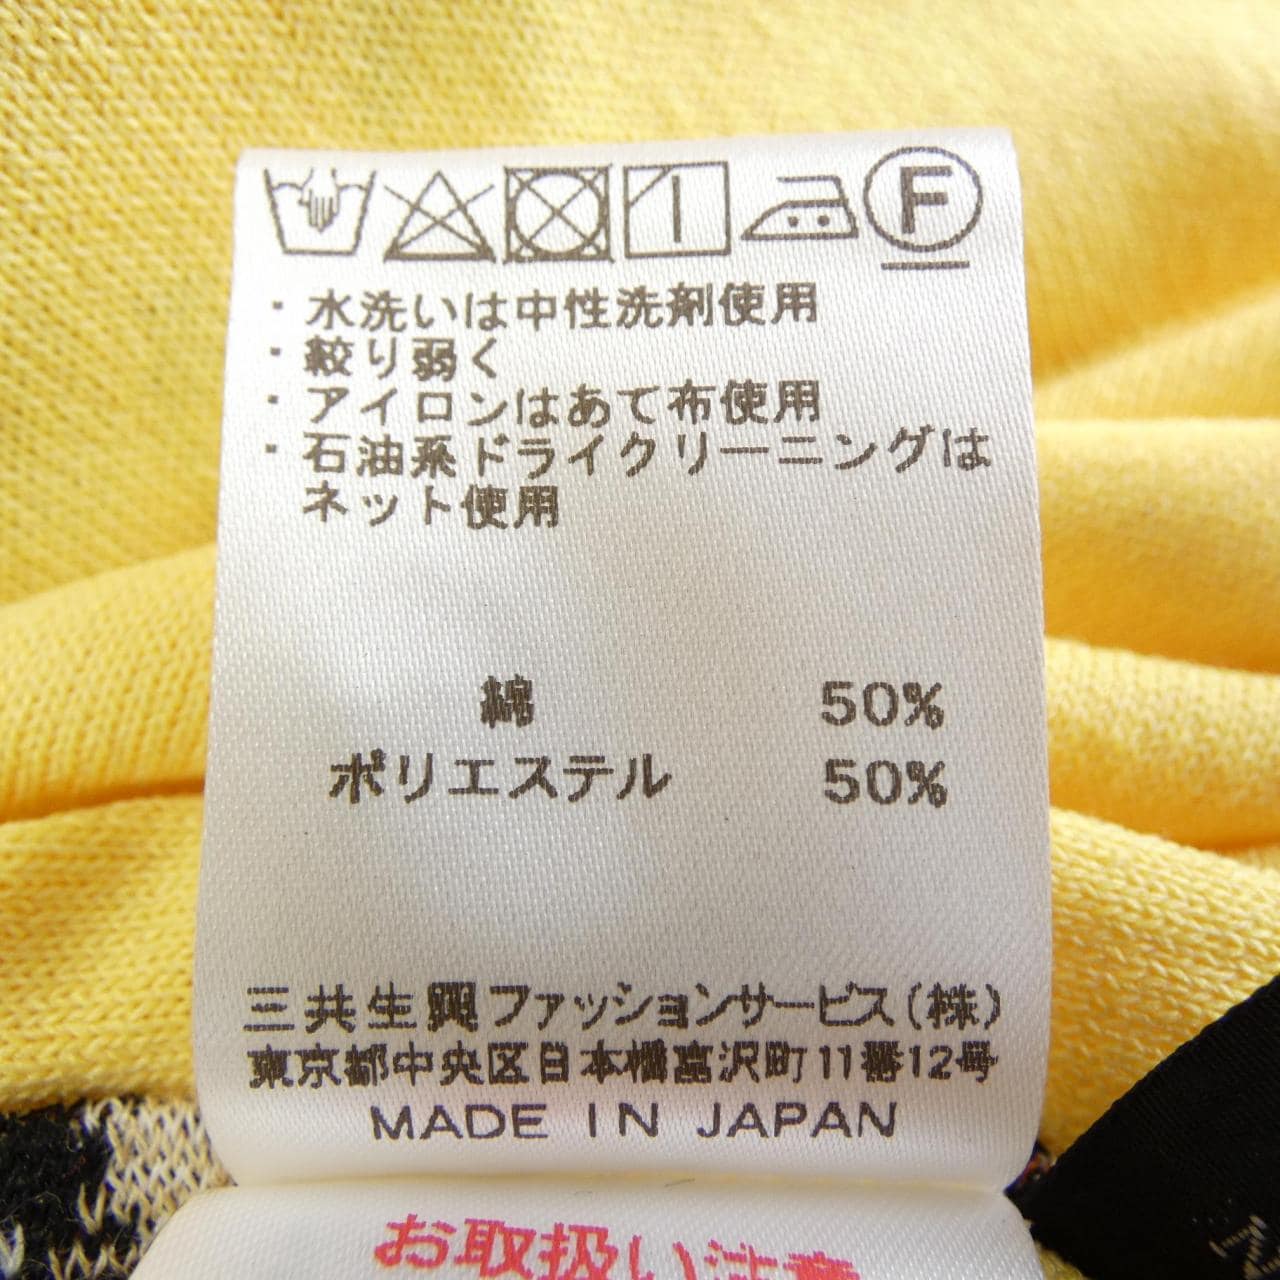 F
・水洗いは中性洗剤使用
・絞り弱く
・アイロンはあて布使用
・石油系ドライクリーニングは
ネット使用
綿 50%
ポリエステル 50%
三共生興ファッションサービス(株)
東京都中央区日本橋富沢町11番12号
MADE IN JAPAN
お取扱い注意